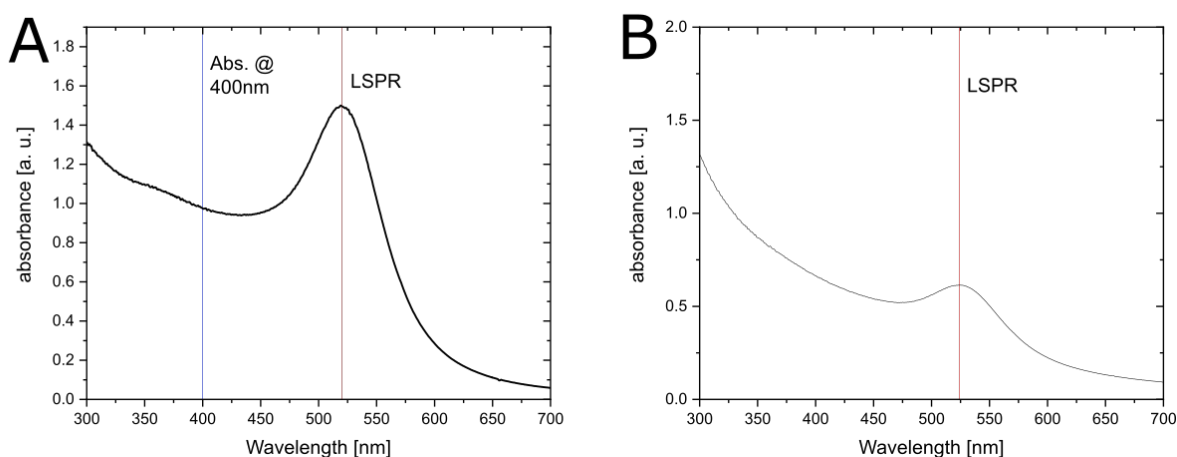 A
Abs. @
400nm
LSPR
absorbance [a. u.]
1.8
1.6
1.4
1.2
1.0
0.8
0.6
0.4
0.2
0.0
300 350 400 450 500 550 600 650 700
Wavelength [nm]
B
LSPR
absorbance [a. u.]
2.0
1.5
1.0
0.5
0.0
300 350 400 450 500 550 600 650 700
Wavelength [nm]